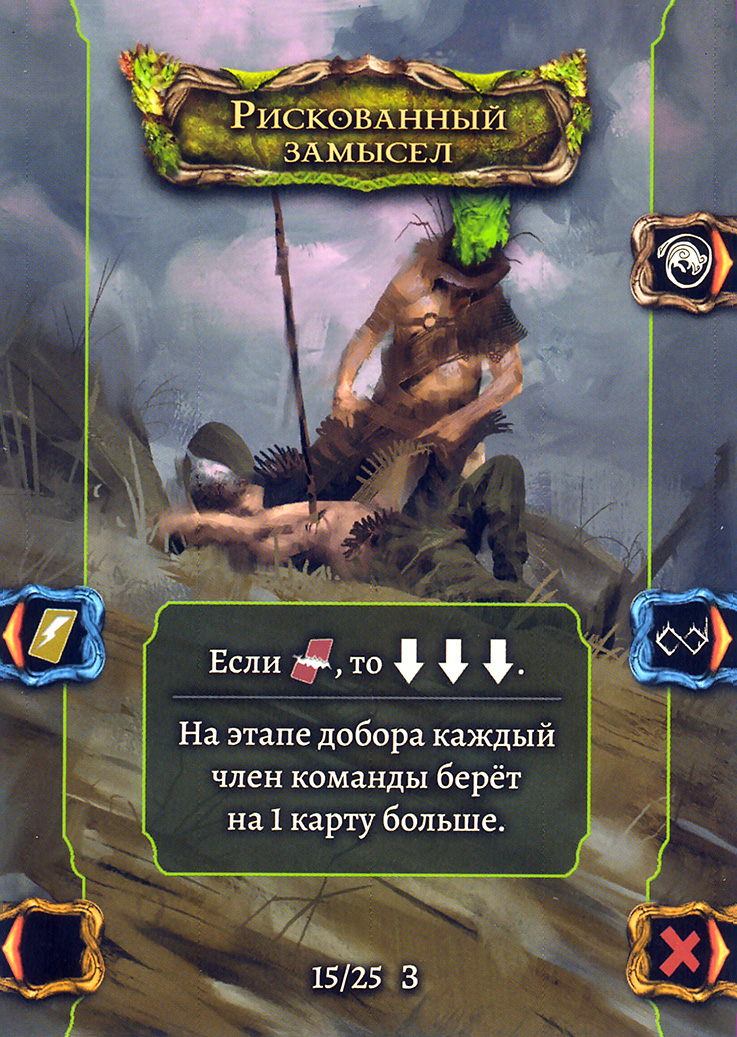 Рискованный
замысел
Если , то .
На этапе добора каждый
член команды берёт
на 1 карту больше.
15/25 3